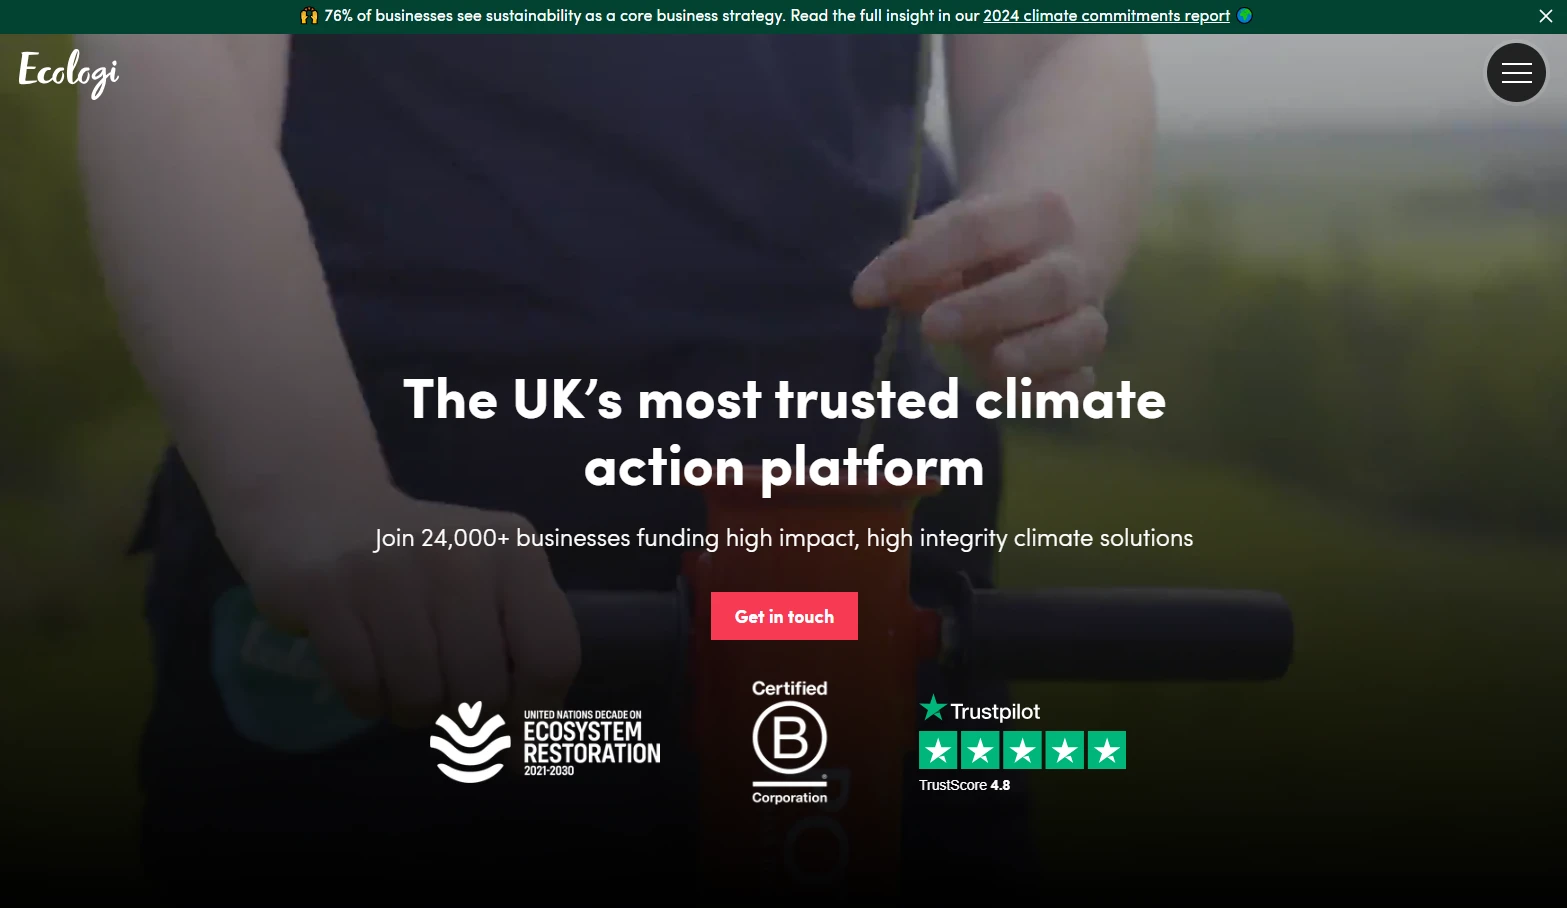 76% of businesses see sustainability as a core business strategy. Read the full insight in our 2024 climate commitments report
Ecologi
The UK’s most trusted climate
action platform
Join 24,000+ businesses funding high impact, high integrity climate solutions
Get in touch
UNITED NATIONS DECADE ON
ECOSYSTEM
RESTORATION
2021-2030
Certified
B
Corporation
Trustpilot
TrustScore 4.8